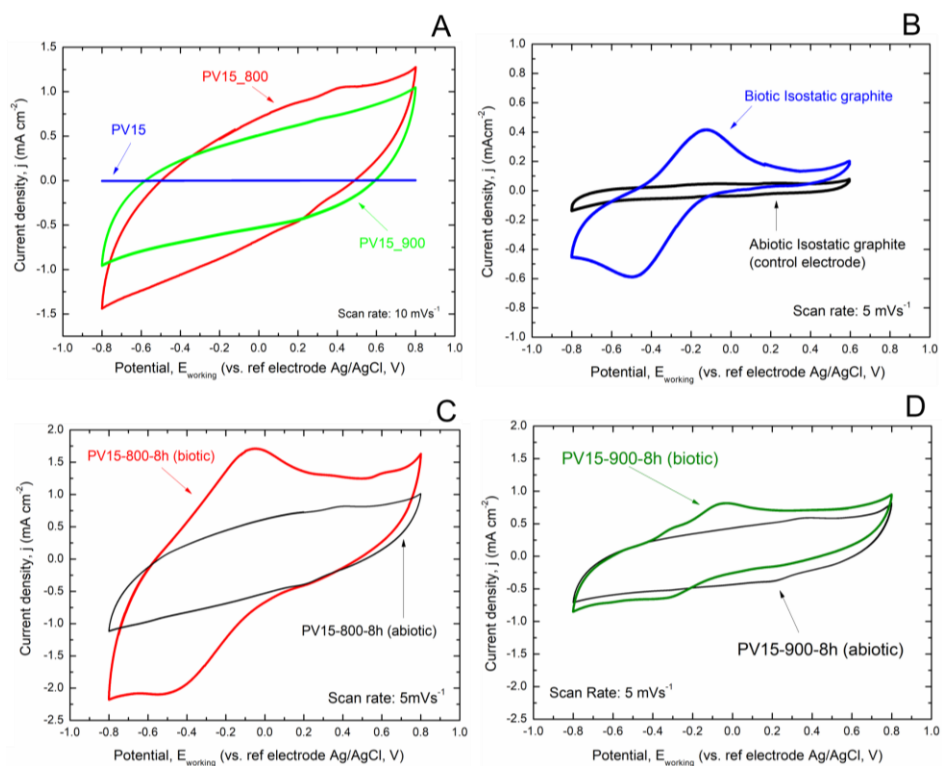 A
1.5
1.0
0.5
0.0
-0.5
-1.0
-1.5
Current density, j (mA cm-2)
PV15_800
PV15
PV15_900
Scan rate: 10 mVs-1
-1.0 -0.8 -0.6 -0.4 -0.2 0.0 0.2 0.4 0.6 0.8 1.0
Potential, Eworking (vs. ref electrode Ag/AgCl, V)
B
1.0
0.8
0.6
0.4
0.2
0.0
-0.2
-0.4
-0.6
-0.8
-1.0
Current density, j (mAcm-2)
Biotic Isostatic graphite
Abiotic Isostatic graphite
(control electrode)
Scan rate: 5 mVs-1
-1.0 -0.8 -0.6 -0.4 -0.2 0.0 0.2 0.4 0.6 0.8 1.0
Potential, Eworking (vs. ref electrode Ag/AgCl, V)
C
2.0
1.5
1.0
0.5
0.0
-0.5
-1.0
-1.5
-2.0
-2.5
Current density, j (mA cm-2)
PV15-800-8h (biotic)
PV15-800-8h (abiotic)
Scan rate: 5mVs-1
-1.0 -0.8 -0.6 -0.4 -0.2 0.0 0.2 0.4 0.6 0.8 1.0
Potential, Eworking (vs. ref electrode Ag/AgCl, V)
D
2.0
1.5
1.0
0.5
0.0
-0.5
-1.0
-1.5
-2.0
-2.5
Current density, j (mA cm-2)
PV15-900-8h (biotic)
PV15-900-8h (abiotic)
Scan Rate: 5 mVs-1
-1.0 -0.8 -0.6 -0.4 -0.2 0.0 0.2 0.4 0.6 0.8 1.0
Potential, Eworking (vs. ref electrode Ag/AgCl, V)